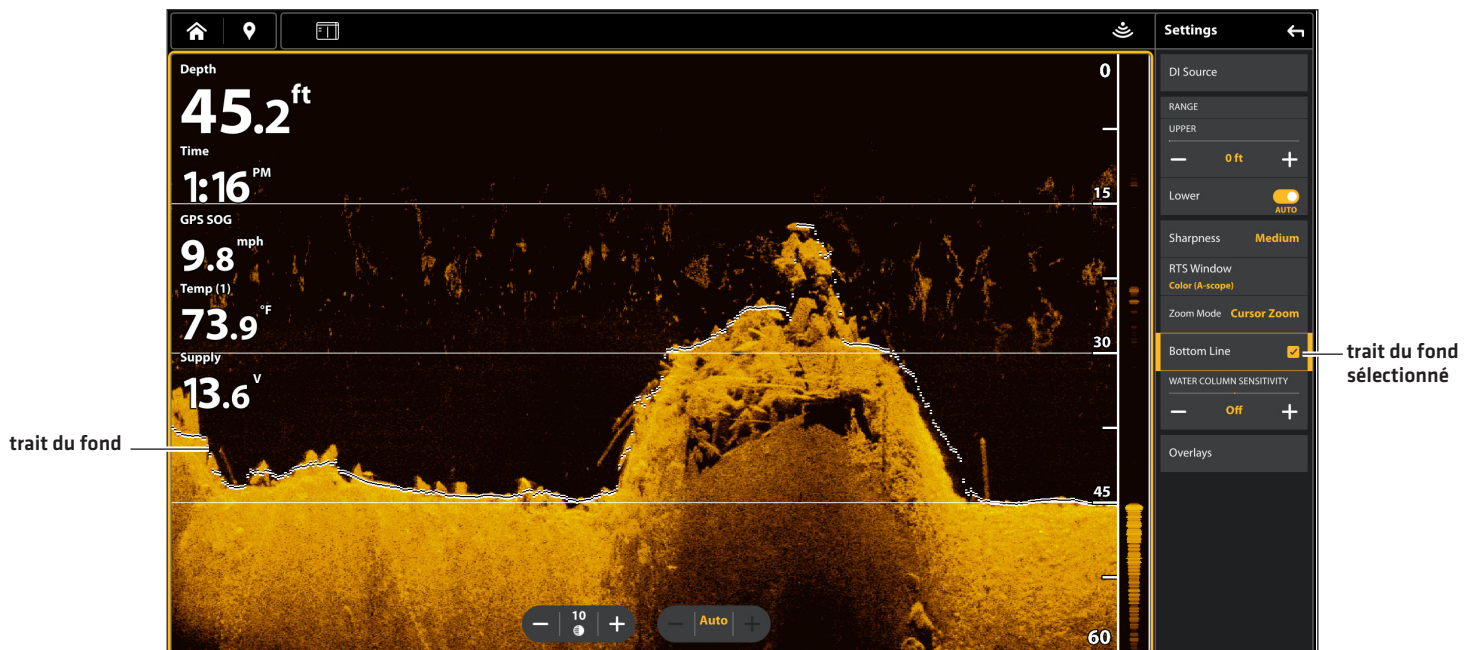 Settings
Depth
45.2 ft
Time
1:16 PM
GPS SOG
9.8 mph
Temp (1)
73.9 °F
Supply
13.6 V
0
15
30
45
60
10
Auto
DI Source
RANGE
UPPER
0 ft
Lower
AUTO
Sharpness Medium
RTS Window
Color (A-scope)
Zoom Mode Cursor Zoom
Bottom Line
WATER COLUMN SENSITIVITY
Off
Overlays
trait du fond
trait du fond
sélectionné